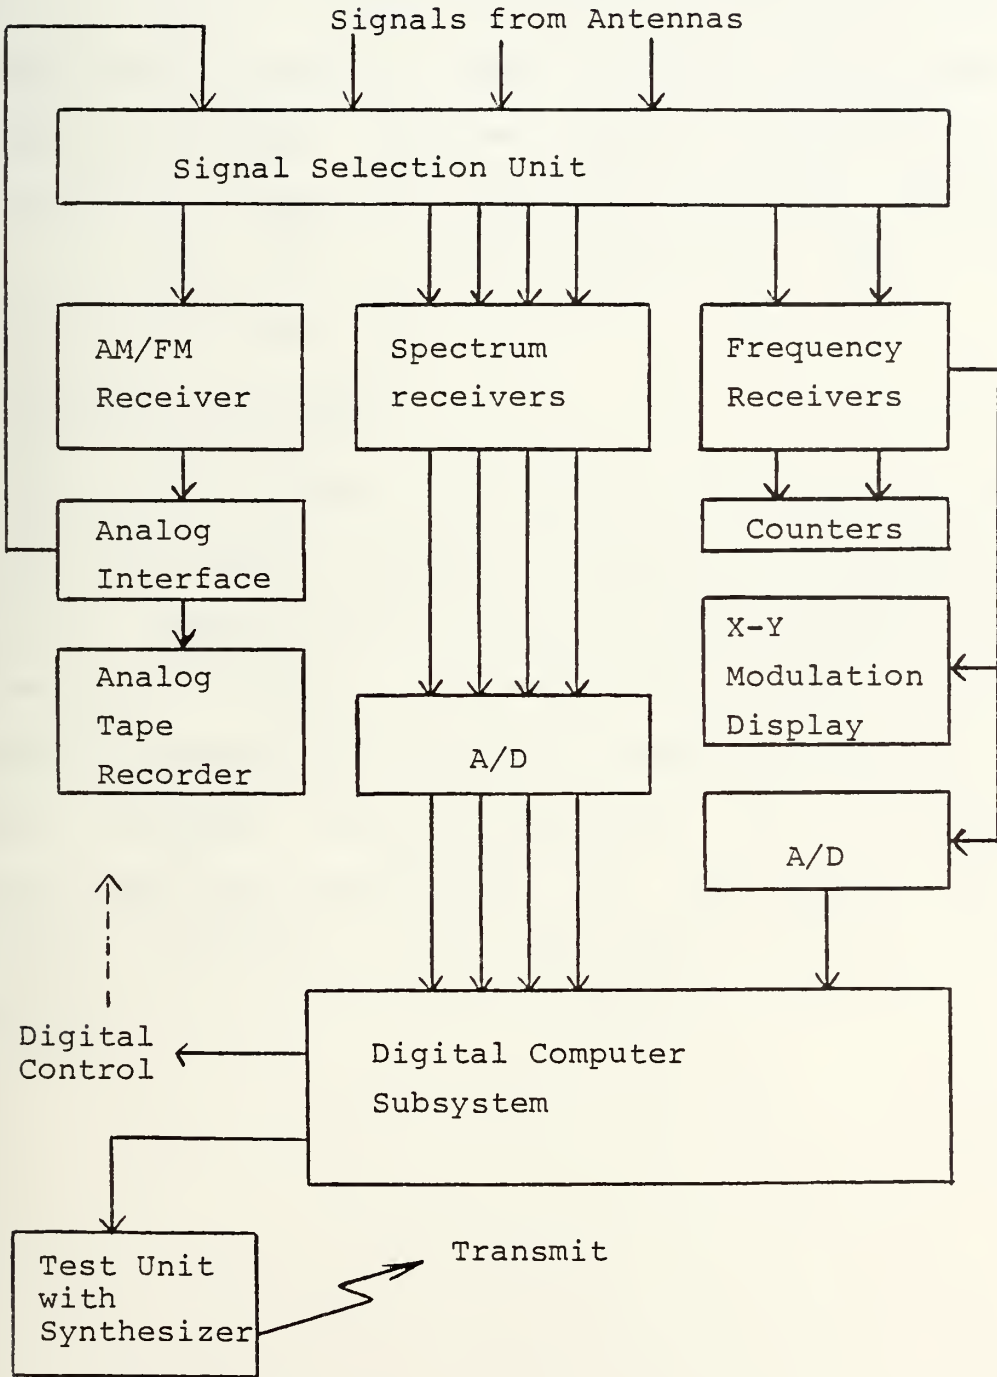 Signals from Antennas
Signal Selection Unit
AM/FM
Receiver
Spectrum
receivers
Frequency
Receivers
Analog
Interface
Counters
Analog
Tape
Recorder
X-Y
Modulation
Display
A/D
A/D
Digital
Control
Digital Computer
Subsystem
Test Unit
with
Synthesizer
Transmit